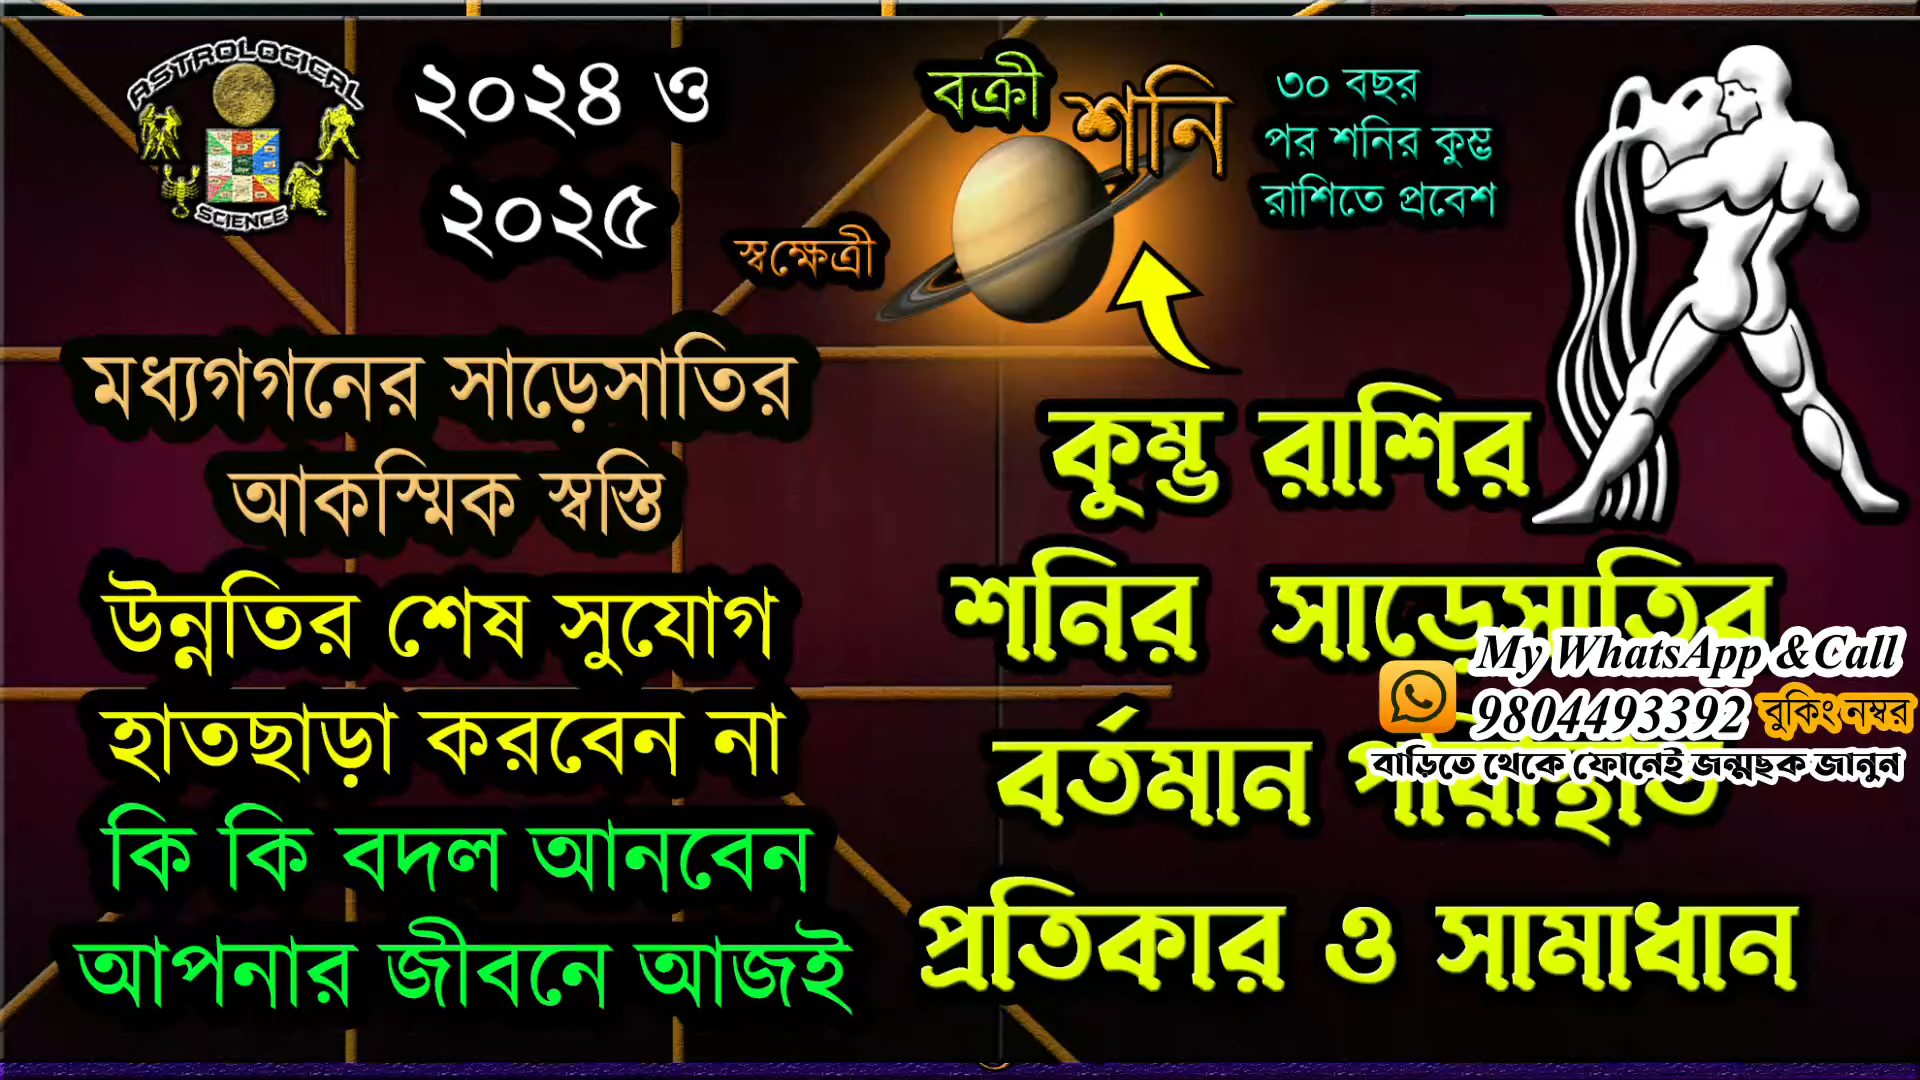 ASTROLOGICAL
SCIENCE
২০২৪ ও
২০২৫
বক্রী
শনি
স্বক্ষেত্রী
৩০ বছর
পর শনির কুম্ভ
রাশিতে প্রবেশ
মধ্যগগনের সাড়েসাতির
আকস্মিক স্বস্তি
উন্নতির শেষ সুযোগ
হাতছাড়া করবেন না
কি কি বদল আনবেন
আপনার জীবনে আজই
কুম্ভ রাশির
শনির সাড়েসাতির
বর্তমান পরিস্থিতি
প্রতিকার ও সামাধান
My WhatsApp & Call
9804493392 বুকিং নম্বর
বাড়িতে থেকে ফোনেই জন্মছক জানুন